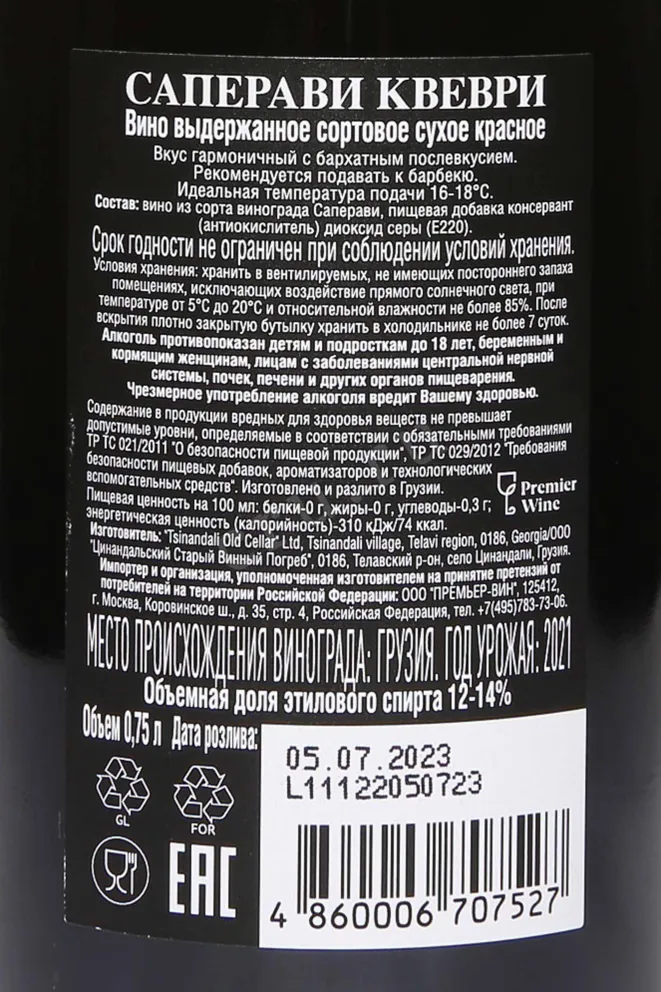 САПЕРАВИ КВЕВРИ
Вино выдержанное сортовое сухое красное
Вкус гармоничный с бархатным послевкусием.
Рекомендуется подавать к барбекю.
Идеальная температура подачи 16-18°С.
Состав: вино из сорта винограда Саперави, пищевая добавка консервант
(антиокислитель) диоксид серы (Е220).
Срок годности не ограничен при соблюдении условий хранения.
Условия хранения: хранить в вентилируемых, не имеющих постороннего запаха
помещениях, исключающих воздействие прямого солнечного света, при
температуре от 5°С до 20°С и относительной влажности не более 85%. После
вскрытия плотно закрытую бутылку хранить в холодильнике не более 7 суток.
Алкоголь противопоказан детям и подросткам до 18 лет, беременным и
кормящим женщинам, лицам с заболеваниями центральной нервной
системы, почек, печени и других органов пищеварения.
Чрезмерное употребление алкоголя вредит Вашему здоровью.
Содержание в продукции вредных для здоровья веществ не превышает
допустимые уровни, определяемые в соответствии с обязательными требованиями
ТР ТС 021/2011 "О безопасности пищевой продукции", ТР ТС 029/2012 "Требования
безопасности пищевых добавок, ароматизаторов и технологических
вспомогательных средств". Изготовлено и разлито в Грузии.
Premier
Wine
Пищевая ценность на 100 мл: белки-0 г, жиры-0 г, углеводы-0,3 г;
энергетическая ценность (калорийность)-310 кДж/74 ккал.
Изготовитель: "Tsinandali Old Cellar" Ltd, Tsinandali village, Telavi region, 0186, Georgia/ООО
"Цинандальский Старый Винный Погреб", 0186, Телавский р-он, село Цинандали, Грузия.
Импортер и организация, уполномоченная изготовителем на принятие претензий от
потребителей на территории Российской Федерации: ООО "ПРЕМЬЕР-ВИН", 125412,
г. Москва, Коровинское ш., д. 35, стр. 4, Российская Федерация, тел. +7(495)783-73-06.
МЕСТО ПРОИСХОЖДЕНИЯ ВИНОГРАДА: ГРУЗИЯ. ГОД УРОЖАЯ: 2021
Объемная доля этилового спирта 12-14%
Объем 0,75 л Дата розлива:
05.07.2023
L11122050723
GL
FOR
EAC
4 860006 707527